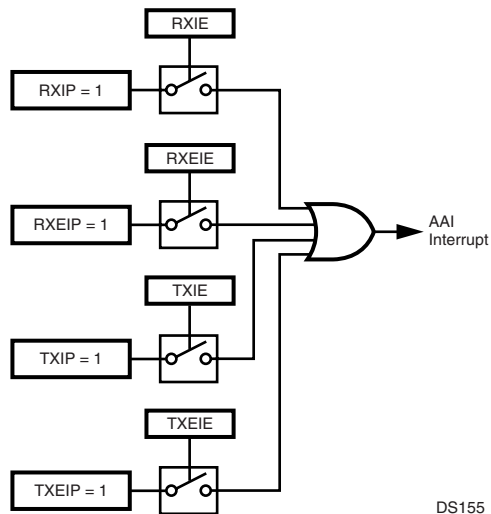 RXIE
RXIP = 1
RXEIE
RXEIP = 1
AAI
Interrupt
TXIE
TXIP = 1
TXEIE
TXEIP = 1
DS155